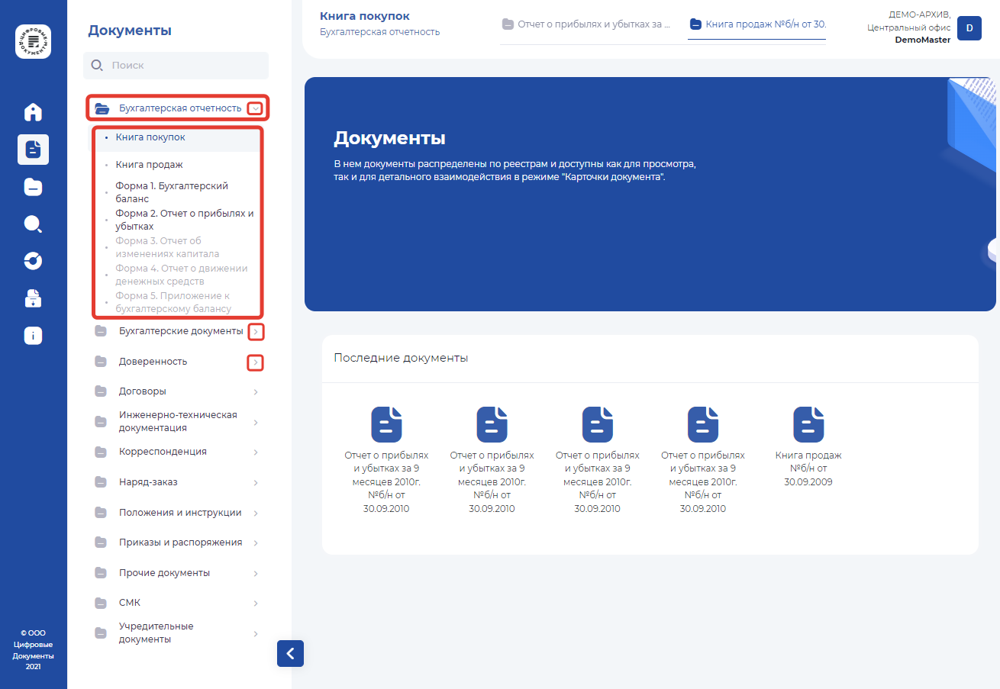 ЦИФРОВЫЕ ДОКУМЕНТЫ
Документы
Поиск
Бухгалтерская отчетность
Книга покупок
Книга продаж
Форма 1. Бухгалтерский
баланс
Форма 2. Отчет о прибылях и
убытках
Форма 3. Отчет об
изменениях капитала
Форма 4. Отчет о движении
денежных средств
Форма 5. Приложение к
бухгалтерскому балансу
Бухгалтерские документы
Доверенность
Договоры
Инженерно-техническая
документация
Корреспонденция
Наряд-заказ
Положения и инструкции
Приказы и распоряжения
Прочие документы
СМК
Учредительные
документы
© ООО
Цифровые
Документы
2021
Книга покупок
Бухгалтерская отчетность
Отчет о прибылях и убытках за ...
Книга продаж №б/н от 30.
ДЕМО-АРХИВ,
Центральный офис
DemoMaster
D
Документы
В нем документы распределены по реестрам и доступны как для просмотра,
так и для детального взаимодействия в режиме "Карточки документа".
Последние документы
Отчет о прибылях
и убытках за 9
месяцев 2010г.
№б/н от
30.09.2010
Отчет о прибылях
и убытках за 9
месяцев 2010г.
№б/н от
30.09.2010
Отчет о прибылях
и убытках за 9
месяцев 2010г.
№б/н от
30.09.2010
Отчет о прибылях
и убытках за 9
месяцев 2010г.
№б/н от
30.09.2010
Книга продаж
№б/н от
30.09.2009